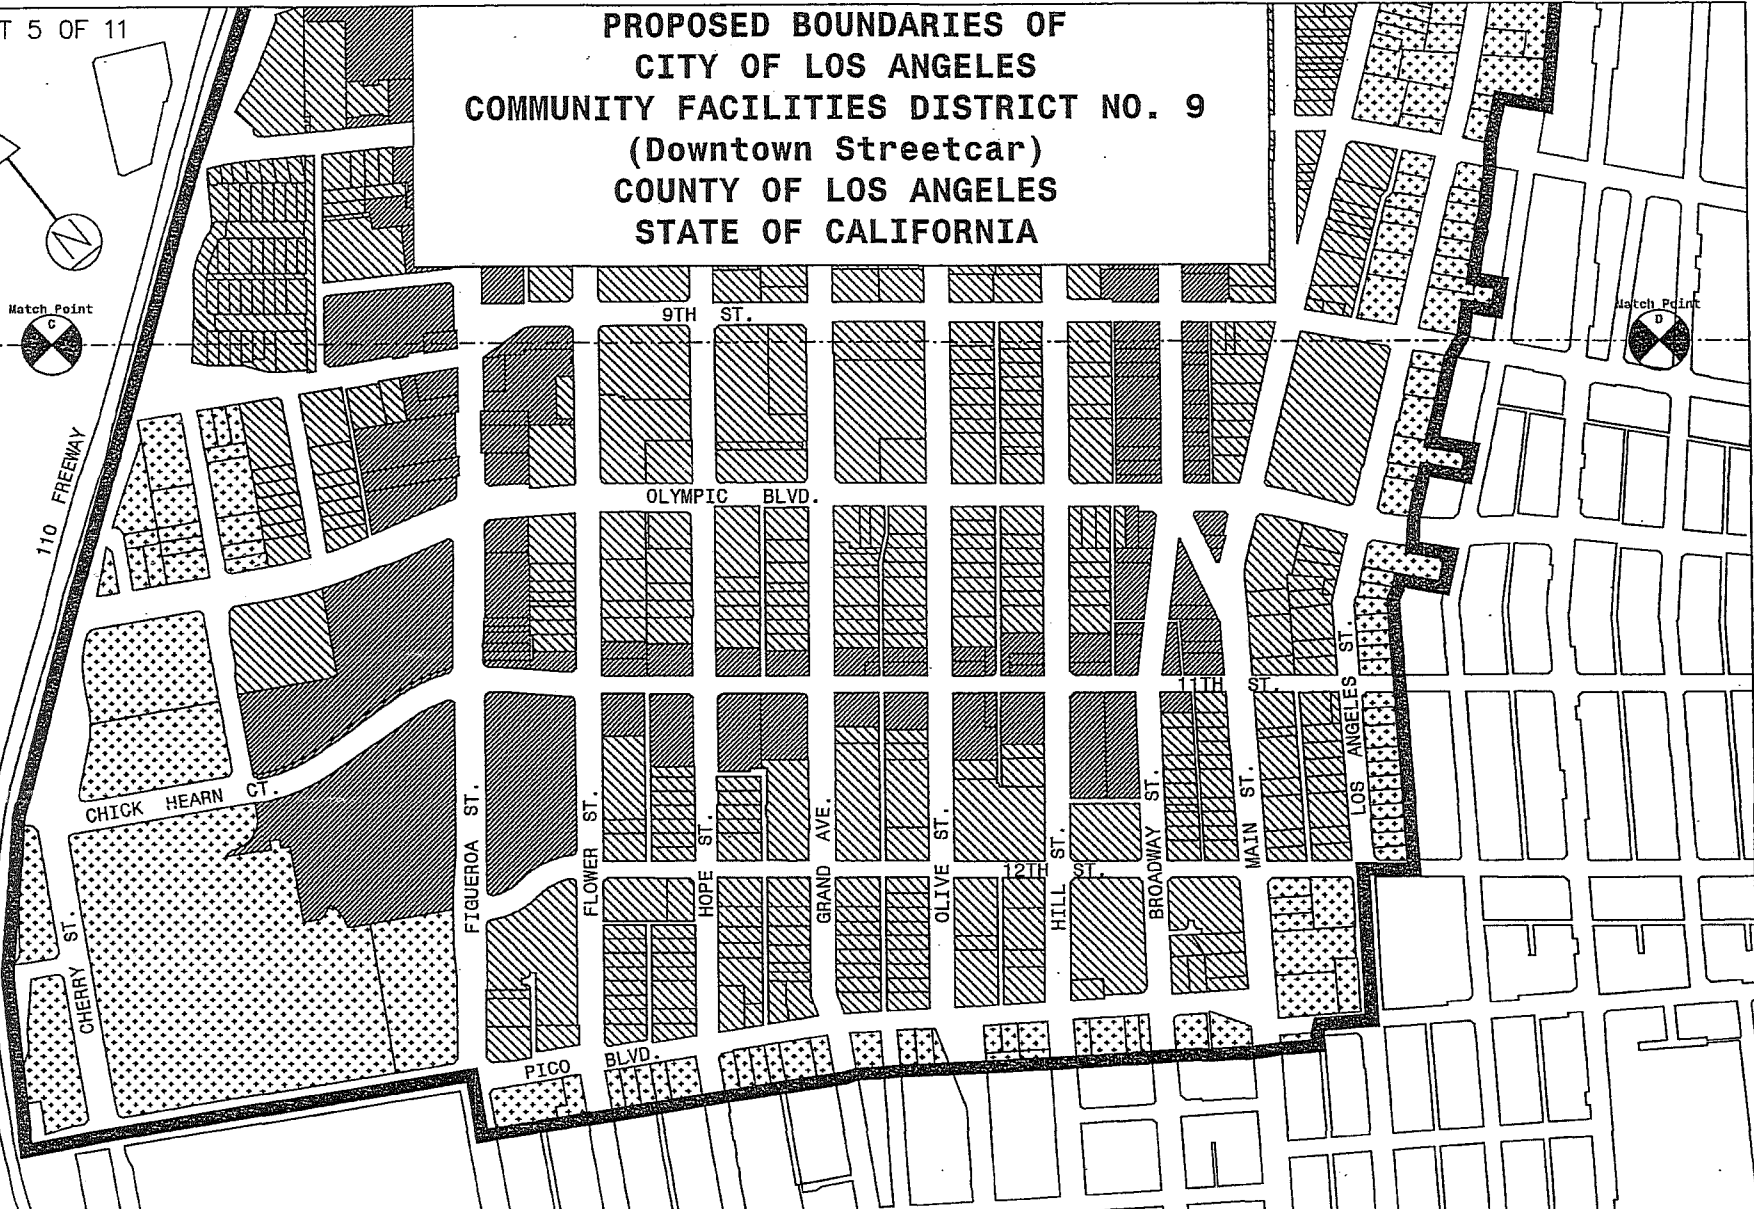 T 5 OF 11
PROPOSED BOUNDARIES OF
CITY OF LOS ANGELES
COMMUNITY FACILITIES DISTRICT NO. 9
(Downtown Streetcar)
COUNTY OF LOS ANGELES
STATE OF CALIFORNIA
N
Match Point
C
Match Point
D
9TH ST.
110 FREEWAY
OLYMPIC BLVD.
11TH ST.
LOS ANGELES ST.
CHICK HEARN CT.
FIGUEROA ST.
FLOWER ST.
HOPE ST.
GRAND AVE.
OLIVE ST.
HILL ST.
BROADWAY ST.
MAIN ST.
12TH ST.
CHERRY ST.
PICO BLVD.